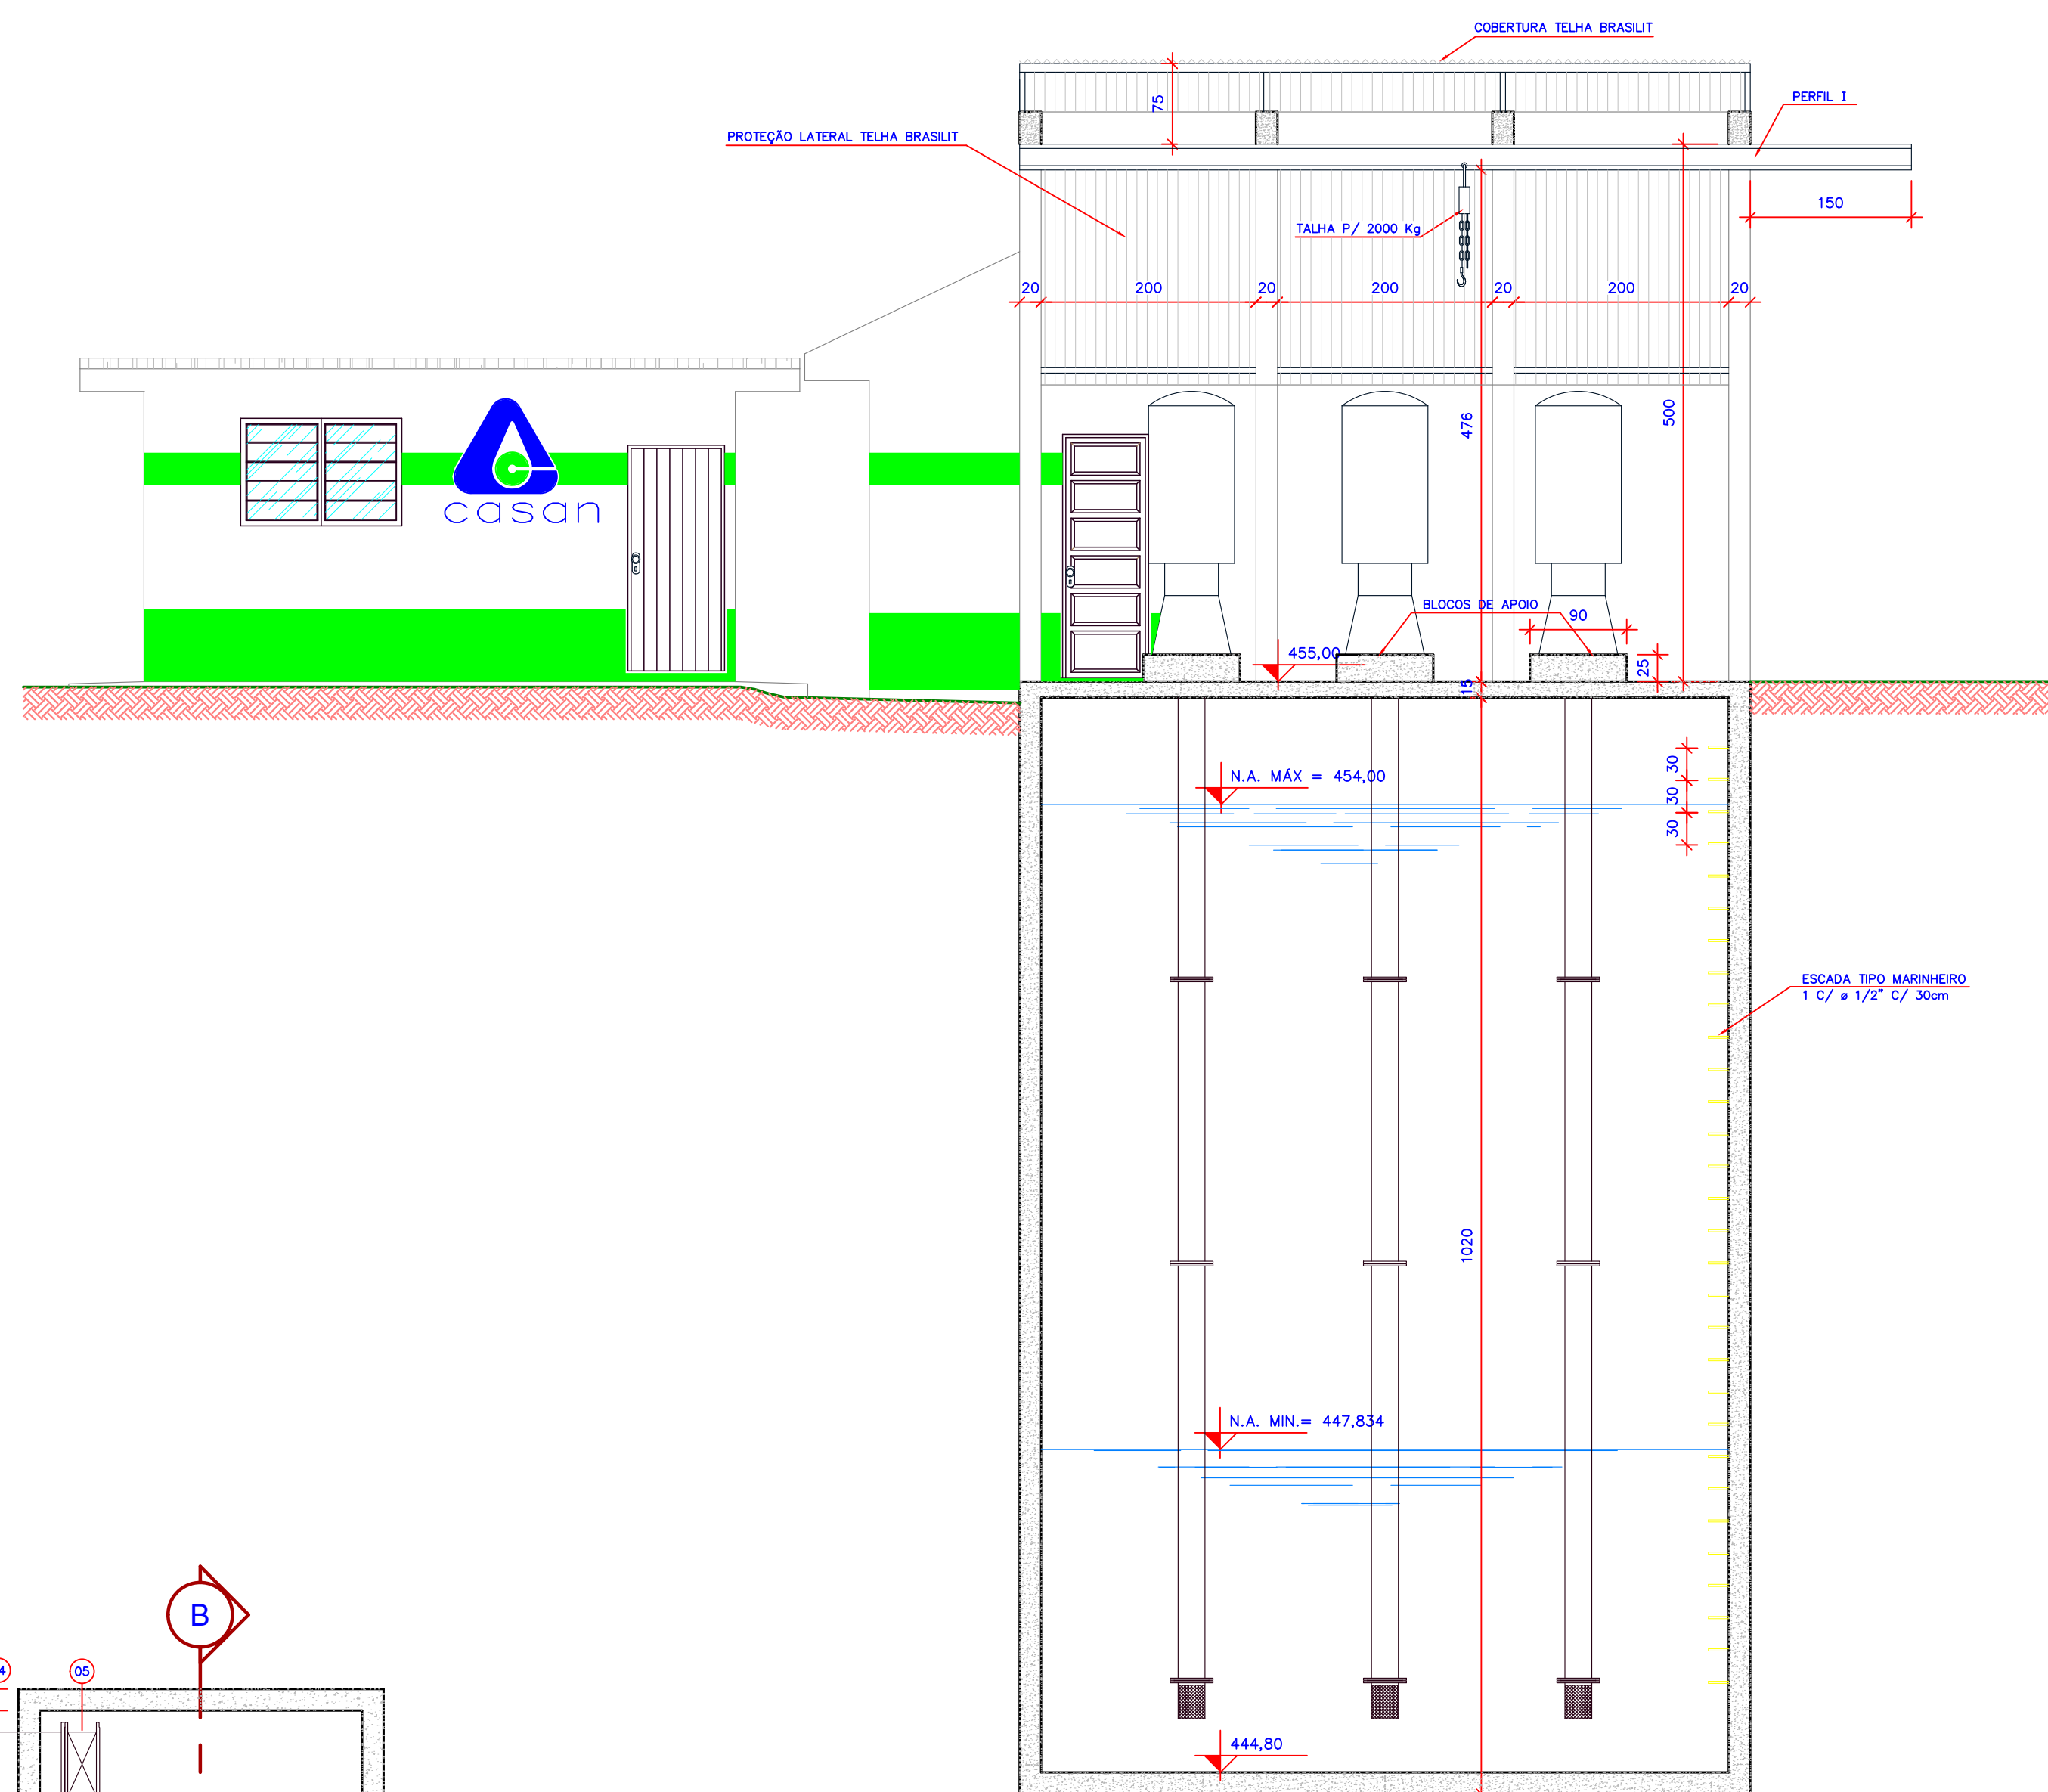 COBERTURA TELHA BRASILIT
75
PERFIL I
PROTEÇÃO LATERAL TELHA BRASILIT
150
TALHA P/ 2000 Kg
20
200
20
200
20
200
20
476
500
casan
BLOCOS DE APOIO
90
455,00
25
15
N.A. MÁX = 454,00
30
30
30
ESCADA TIPO MARINHEIRO
1 C/ ø 1/2" C/ 30cm
1020
N.A. MIN.= 447,834
B
4
05
444,80